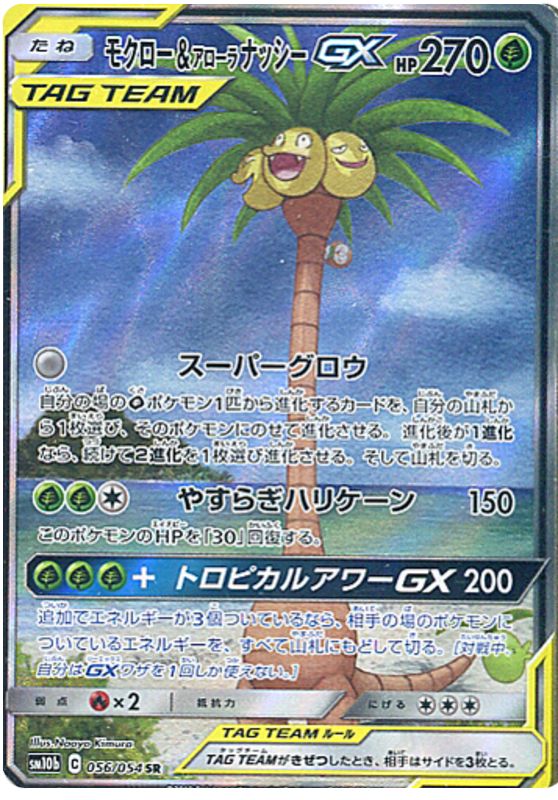 たね モクロー&アローラナッシーGX HP270
TAG TEAM
スーパーグロウ
自分の場の草ポケモン1匹から進化するカードを、自分の山札か
ら1枚選び、そのポケモンにのせて進化させる。進化後が1進化
なら、続けて2進化を1枚選び進化させる。そして山札を切る。
やすらぎハリケーン 150
このポケモンのHPを「30」回復する。
+ トロピカルアワーGX 200
追加でエネルギーが3個ついているなら、相手の場のポケモンに
ついているエネルギーを、すべて山札にもどして切る。[対戦中、
自分はGXワザを1回しか使えない。]
弱点 ×2 抵抗力 にげる
Illus. Naoyo Kimura
TAG TEAM ルール
TAG TEAMがきぜつしたとき、相手はサイドを3枚とる。
sm10b C 056/054 SR